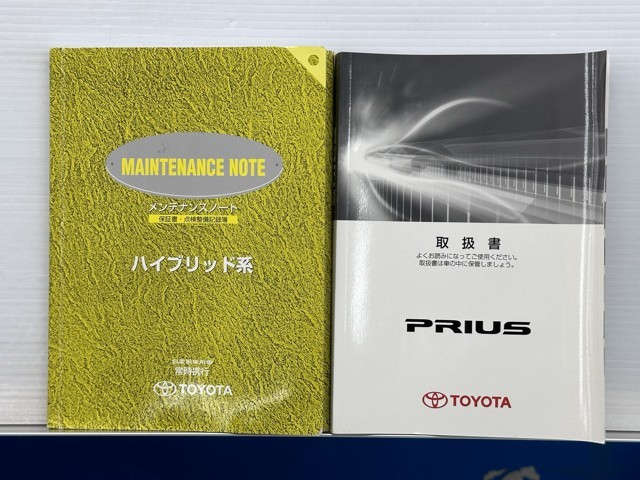 MAINTENANCE NOTE
メンテナンスノート
保証書・点検整備記録簿
ハイブリッド系
常時携行
TOYOTA
取扱書
よくお読みになってご使用ください。
取扱書は車の中に保管しましょう。
PRIUS
TOYOTA